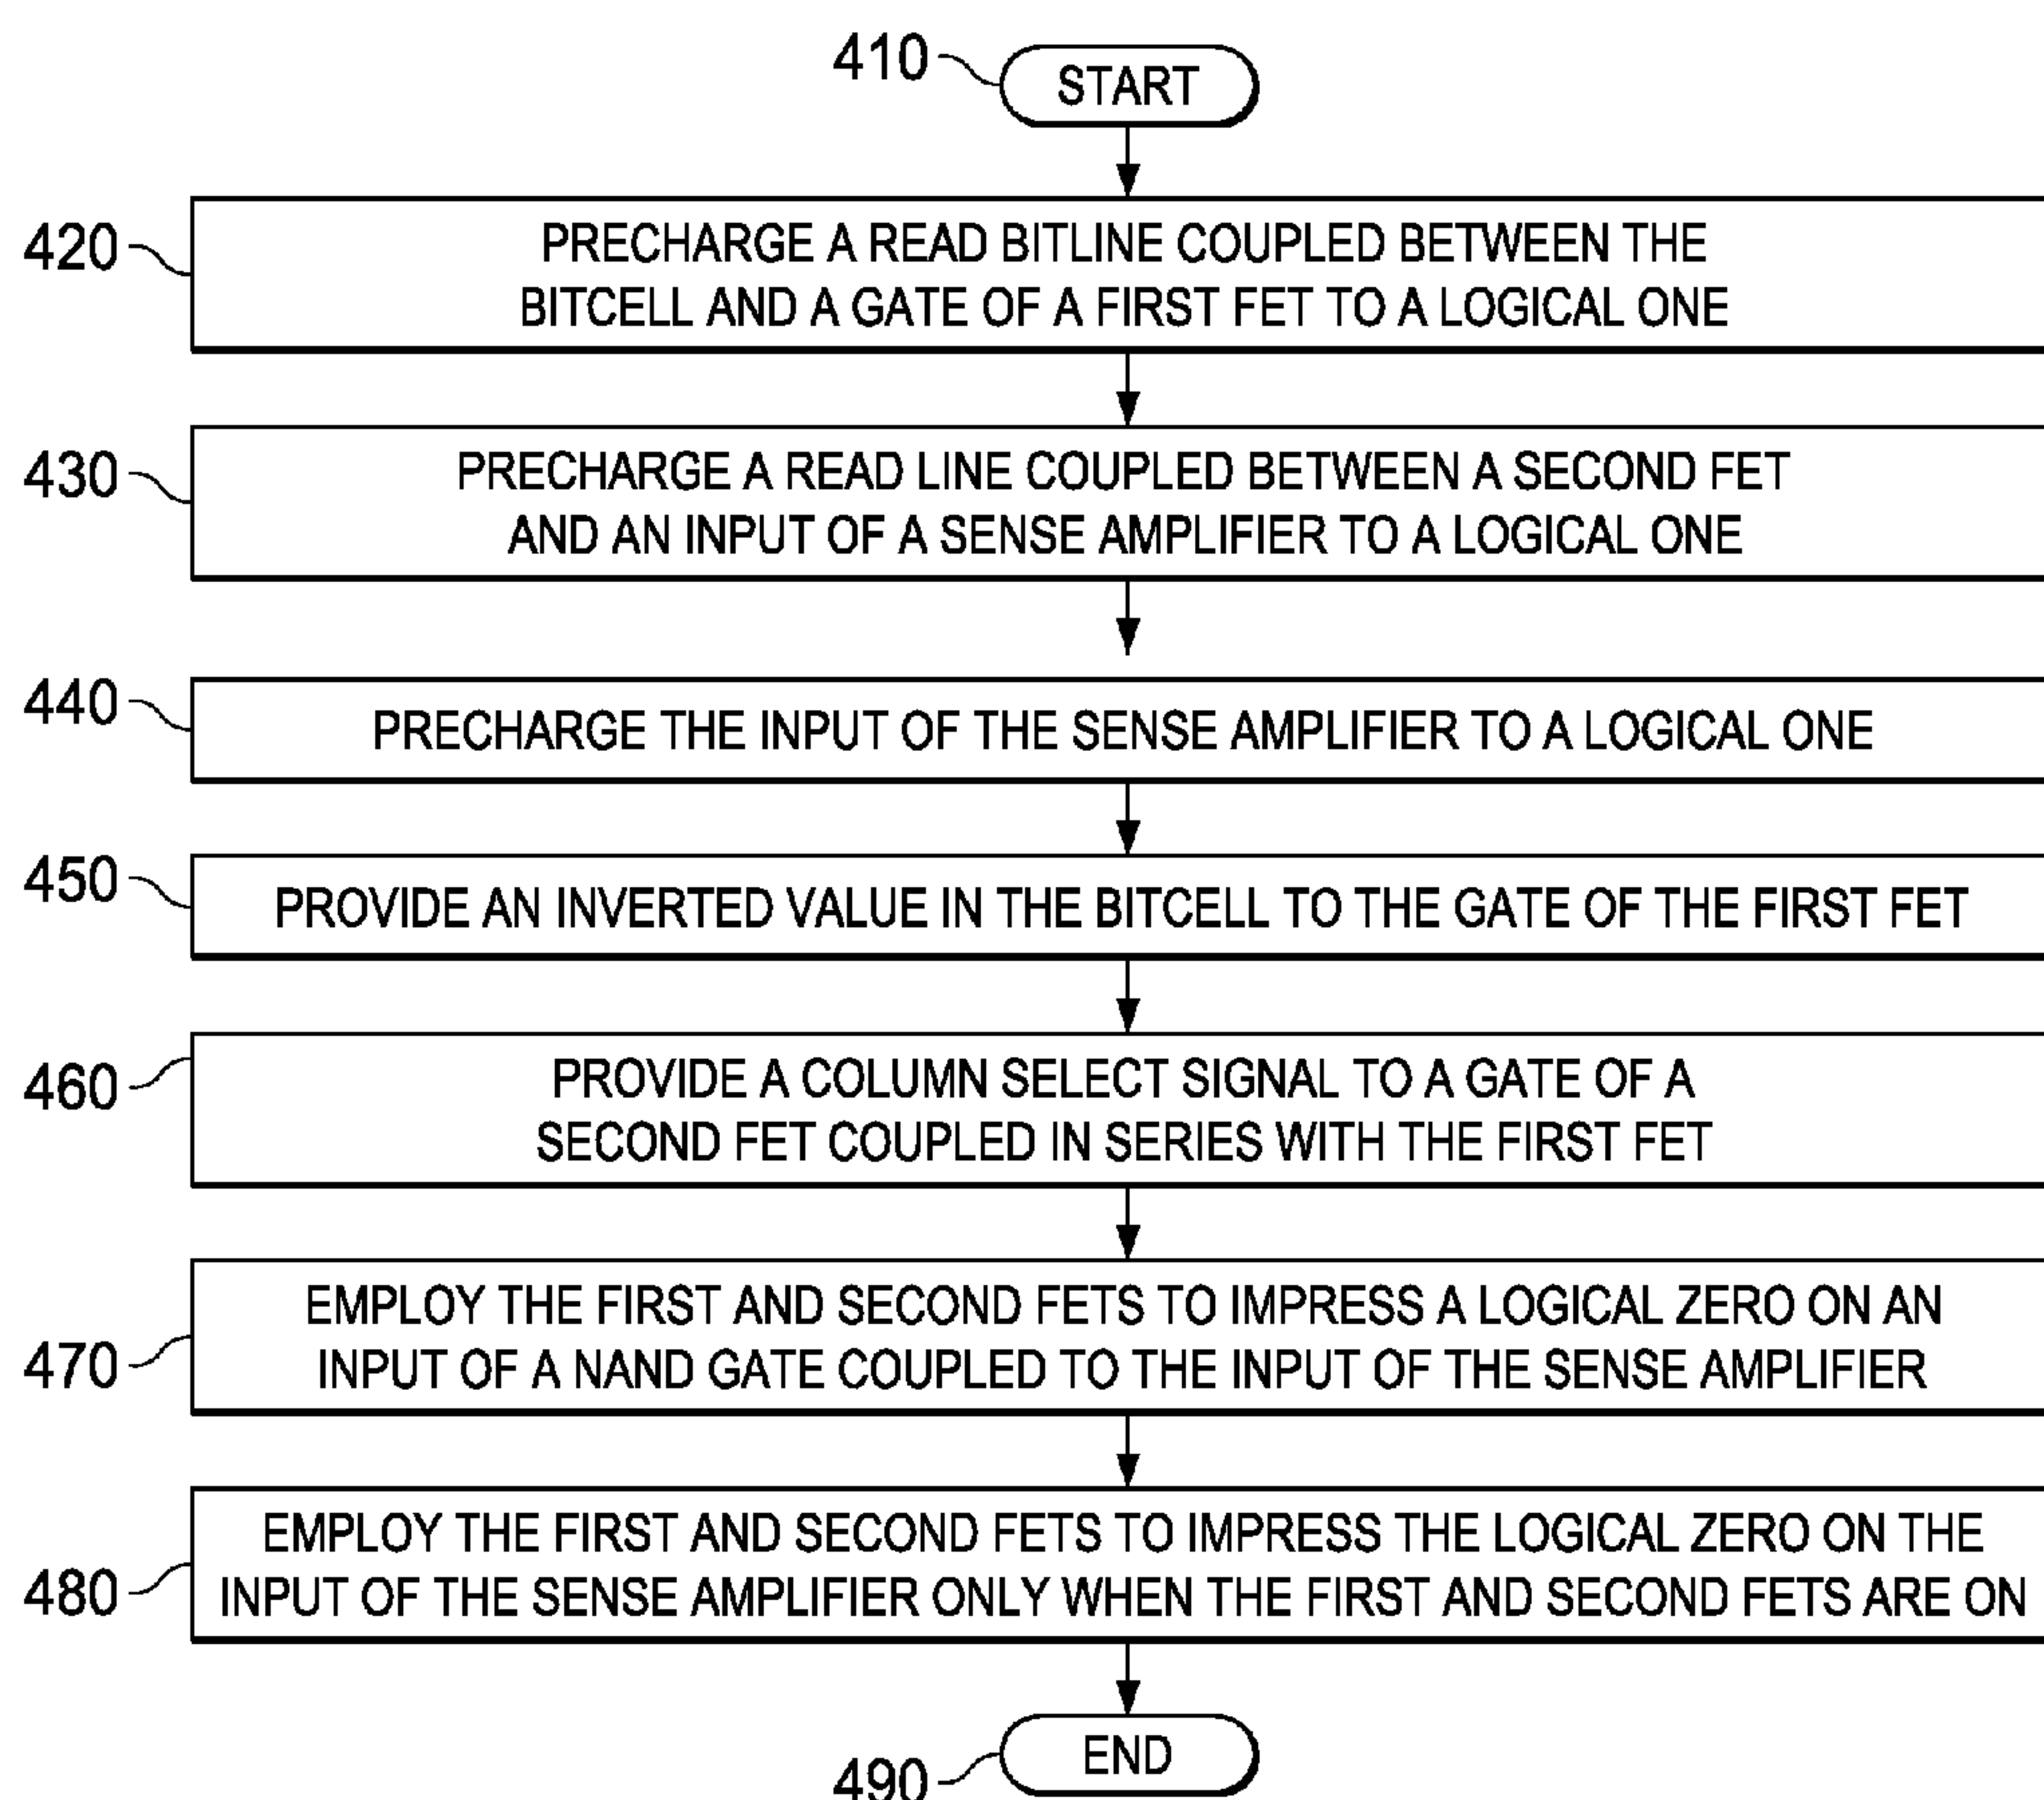 410
START
420
PRECHARGE A READ BITLINE COUPLED BETWEEN THE
BITCELL AND A GATE OF A FIRST FET TO A LOGICAL ONE
430
PRECHARGE A READ LINE COUPLED BETWEEN A SECOND FET
AND AN INPUT OF A SENSE AMPLIFIER TO A LOGICAL ONE
440
PRECHARGE THE INPUT OF THE SENSE AMPLIFIER TO A LOGICAL ONE
450
PROVIDE AN INVERTED VALUE IN THE BITCELL TO THE GATE OF THE FIRST FET
460
PROVIDE A COLUMN SELECT SIGNAL TO A GATE OF A
SECOND FET COUPLED IN SERIES WITH THE FIRST FET
470
EMPLOY THE FIRST AND SECOND FETS TO IMPRESS A LOGICAL ZERO ON AN
INPUT OF A NAND GATE COUPLED TO THE INPUT OF THE SENSE AMPLIFIER
480
EMPLOY THE FIRST AND SECOND FETS TO IMPRESS THE LOGICAL ZERO ON THE
INPUT OF THE SENSE AMPLIFIER ONLY WHEN THE FIRST AND SECOND FETS ARE ON
490
END